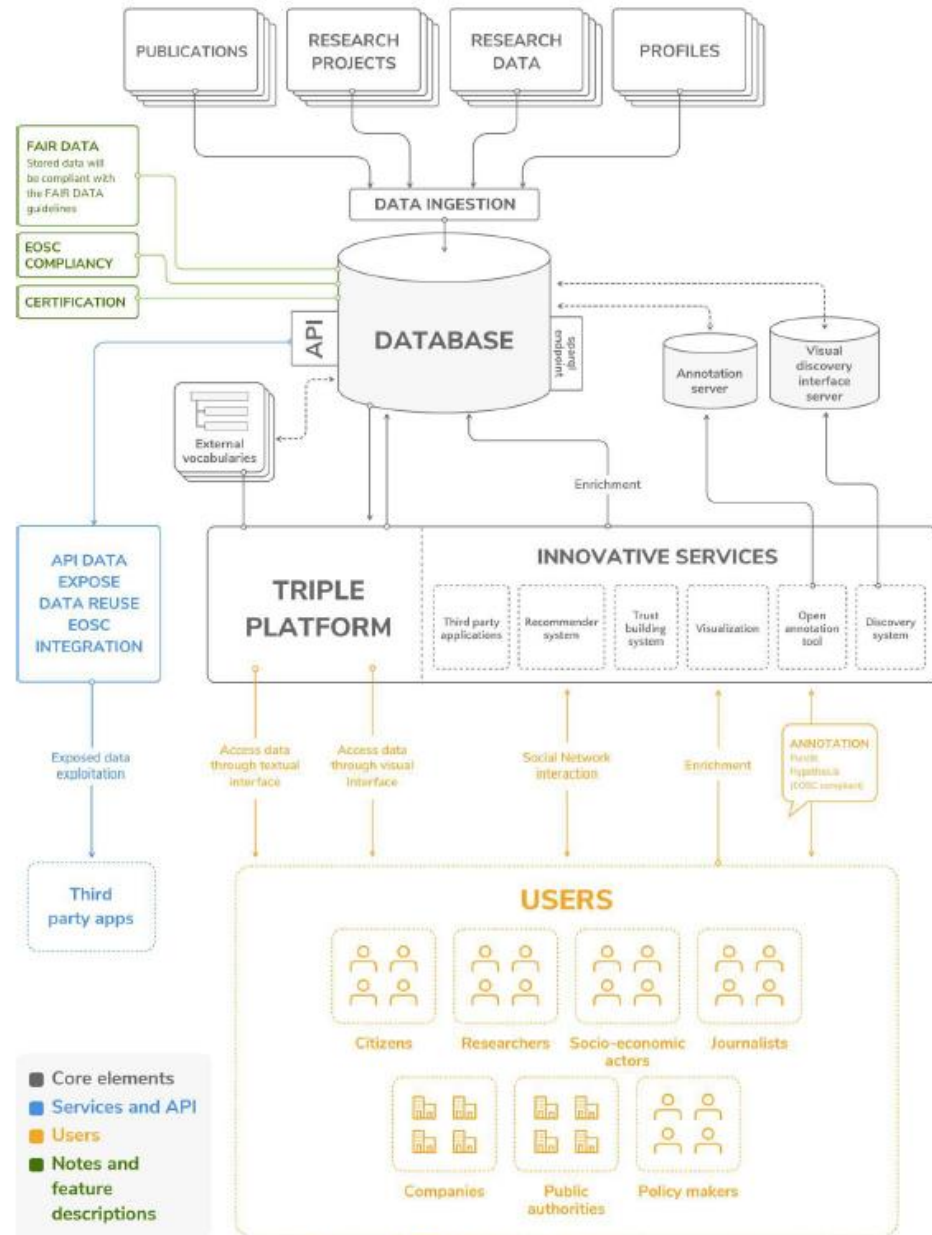 PUBLICATIONS
RESEARCH
PROJECTS
RESEARCH
DATA
PROFILES
FAIR DATA
Stored data will
be compliant with
the FAIR DATA
guidelines
DATA INGESTION
EOSC
COMPLIANCY
CERTIFICATION
API
DATABASE
sparql
endpoint
Annotation
server
Visual
discovery
interface
server
External
vocabularies
Enrichment
API DATA
EXPOSE
DATA REUSE
EOSC
INTEGRATION
TRIPLE
PLATFORM
INNOVATIVE SERVICES
Third party
applications
Recommender
system
Trust
building
system
Visualization
Open
annotation
tool
Discovery
system
Exposed data
exploitation
Access data
through textual
interface
Access data
through visual
interface
Social Network
interaction
Enrichment
ANNOTATION
Pundit
Hypothes.is
(EOSC compliant)
Third
party apps
USERS
Citizens
Researchers
Socio-economic
actors
Journalists
Companies
Public
authorities
Policy makers
Core elements
Services and API
Users
Notes and
feature
descriptions